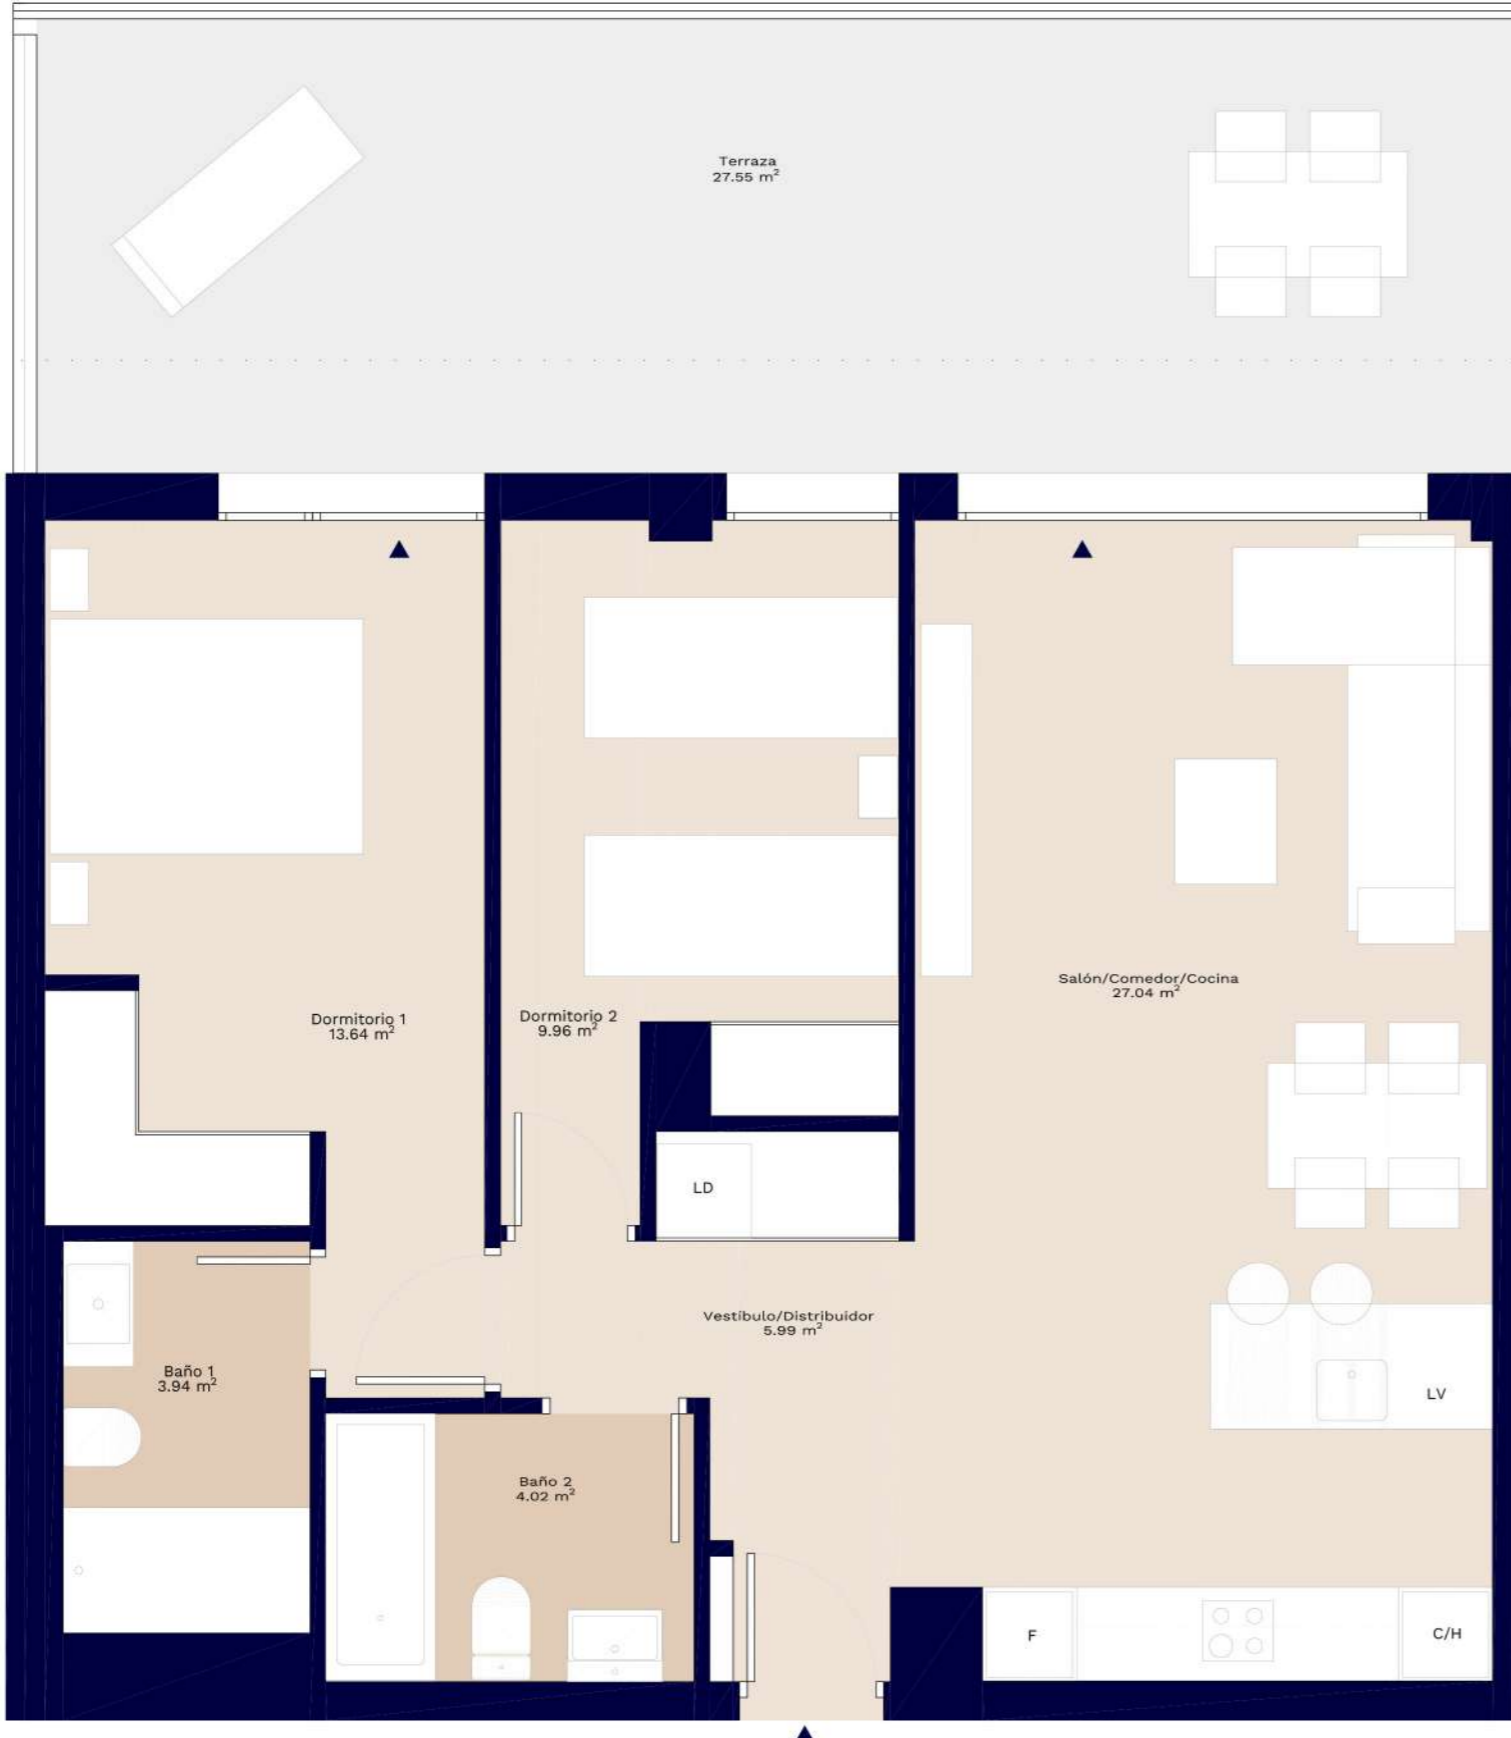 Terraza
27.55 m²
Dormitorio 1
13.64 m²
Dormitorio 2
9.96 m²
Salón/Comedor/Cocina
27.04 m²
LD
Vestíbulo/Distribuidor
5.99 m²
Baño 1
3.94 m²
LV
Baño 2
4.02 m²
F
C/H